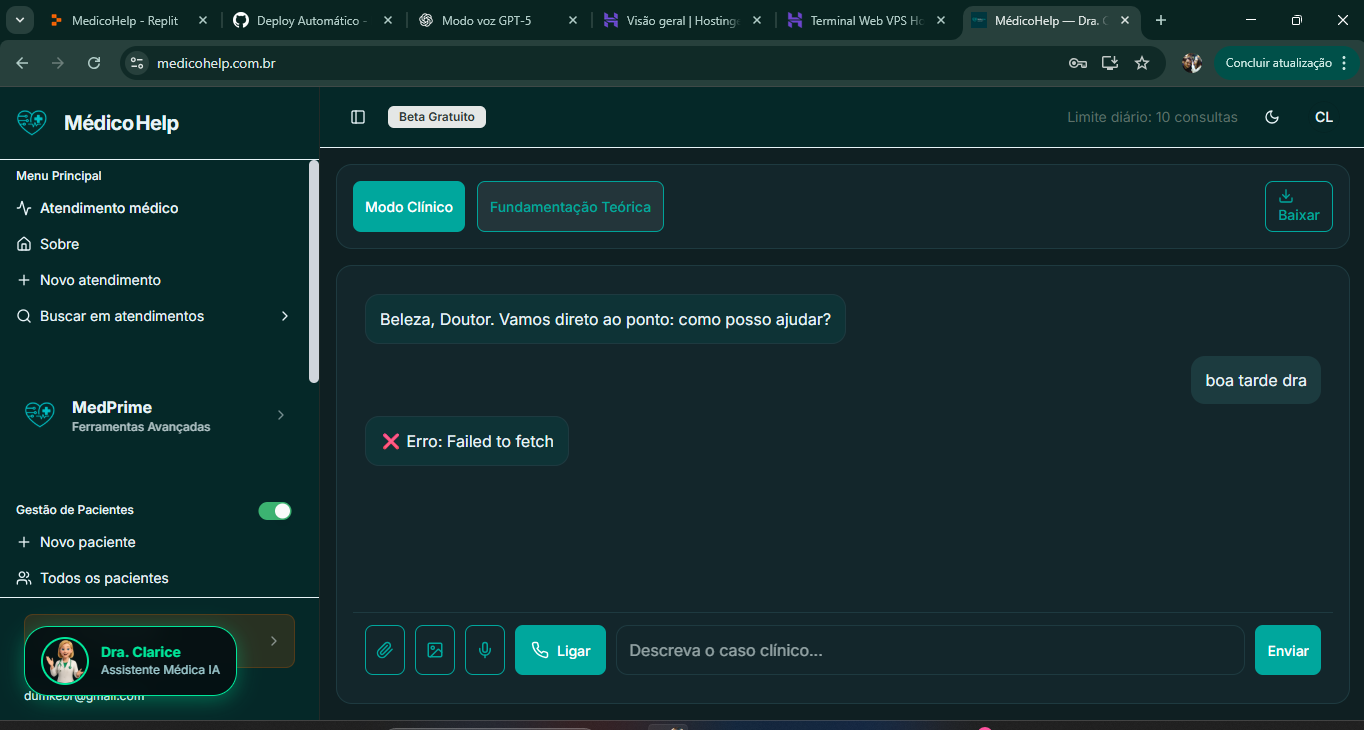 MedicoHelp - Replit
Deploy Automático -
Modo voz GPT-5
Visão geral | Hostinge
Terminal Web VPS Ho
MédicoHelp — Dra. C
medicohelp.com.br
Concluir atualização
MédicoHelp
Beta Gratuito
Limite diário: 10 consultas
CL
Menu Principal
Atendimento médico
Sobre
Novo atendimento
Buscar em atendimentos
MedPrime
Ferramentas Avançadas
Gestão de Pacientes
Novo paciente
Todos os pacientes
Dra. Clarice
Assistente Médica IA
dumkebr@gmail.com
Modo Clínico
Fundamentação Teórica
Baixar
Beleza, Doutor. Vamos direto ao ponto: como posso ajudar?
boa tarde dra
❌ Erro: Failed to fetch
Ligar
Descreva o caso clínico...
Enviar